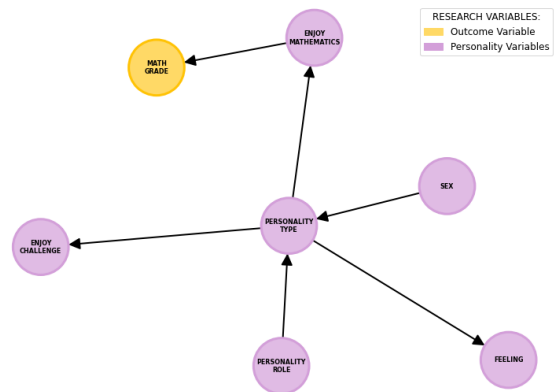 RESEARCH VARIABLES:
Outcome Variable
Personality Variables
ENJOY
MATHEMATICS
MATH
GRADE
SEX
PERSONALITY
TYPE
ENJOY
CHALLENGE
FEELING
PERSONALITY
ROLE